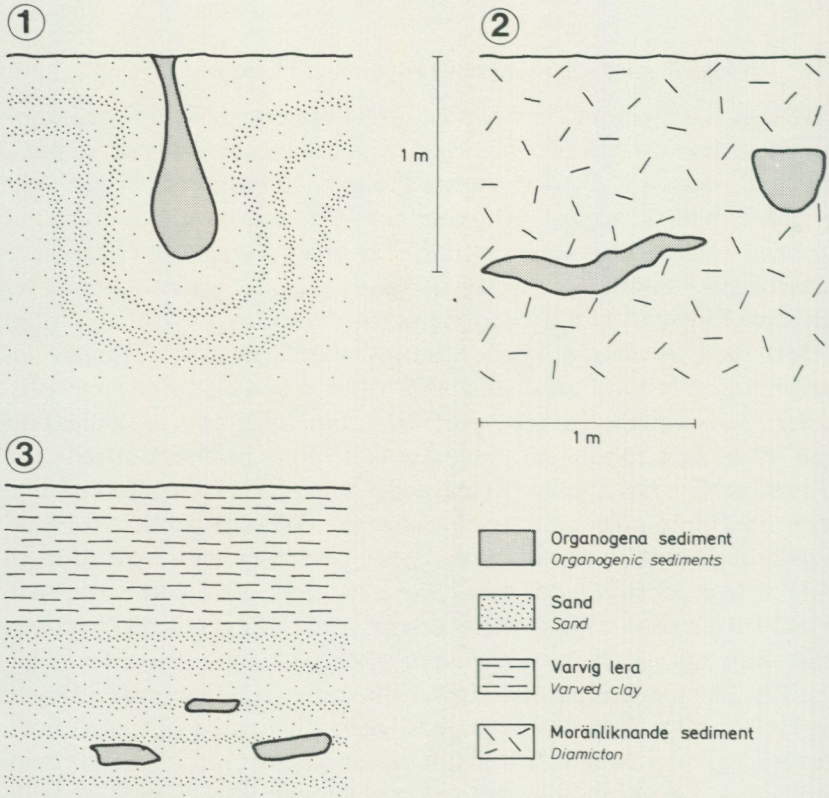 1
2
1 m
1 m
3
Organogena sediment
Organogenic sediments
Sand
Sand
Varvig lera
Varved clay
Moränliknande sediment
Diamicton